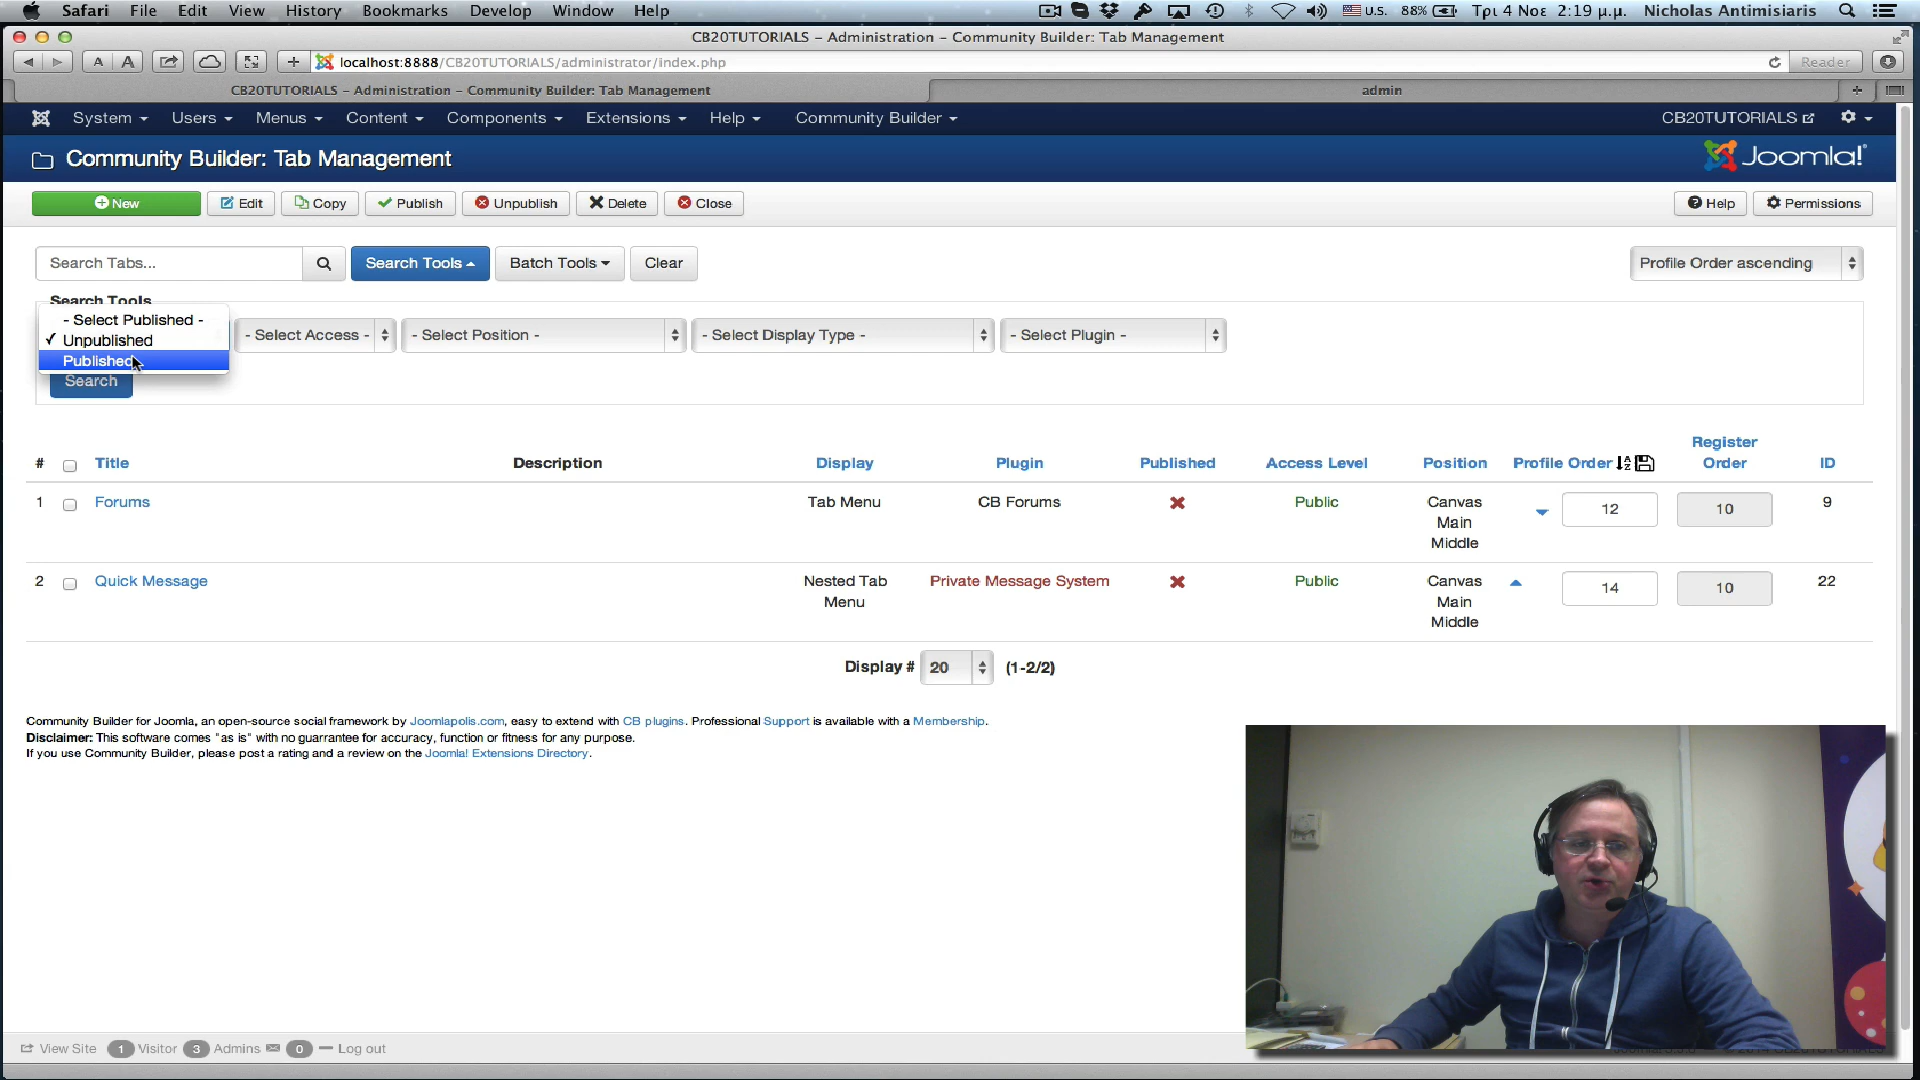 Safari File Edit View History Bookmarks Develop Window Help U.S. 88% Τρι 4 Νοε 2:19 μ.μ. Nicholas Antimisiaris
CB20TUTORIALS – Administration – Community Builder: Tab Management
A A + localhost:8888/CB20TUTORIALS/administrator/index.php Reader
CB20TUTORIALS – Administration – Community Builder: Tab Management admin +
System Users Menus Content Components Extensions Help Community Builder CB20TUTORIALS
Community Builder: Tab Management Joomla!
New Edit Copy Publish Unpublish Delete Close Help Permissions
Search Tabs... Search Tools Batch Tools Clear Profile Order ascending
Search Tools
- Select Published -
✓ Unpublished
Published
- Select Access - - Select Position - - Select Display Type - - Select Plugin -
Search
# Title Description Display Plugin Published Access Level Position Profile Order Register Order ID
1 Forums Tab Menu CB Forums Public Canvas Main Middle 12 10 9
2 Quick Message Nested Tab Menu Private Message System Public Canvas Main Middle 14 10 22
Display # 20 (1-2/2)
Community Builder for Joomla, an open-source social framework by Joomlapolis.com, easy to extend with CB plugins. Professional Support is available with a Membership.
Disclaimer: This software comes "as is" with no guarrantee for accuracy, function or fitness for any purpose.
If you use Community Builder, please post a rating and a review on the Joomla! Extensions Directory.
View Site 1 Visitor 3 Admins 0 Log out